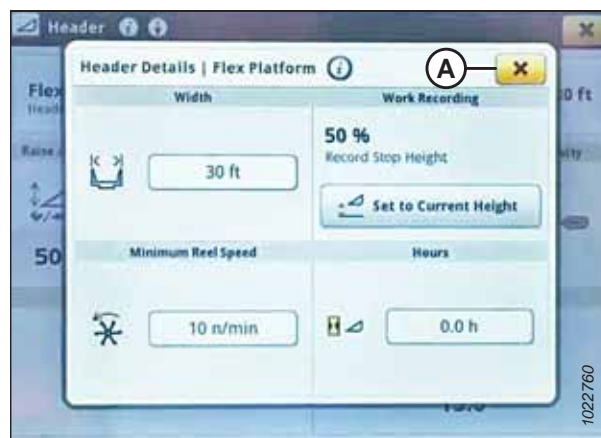 Header
Header Details | Flex Platform
A
Flex
0 ft
Width
Work Recording
50 %
Record Stop Height
30 ft
Set to Current Height
50
Minimum Reel Speed
Hours
10 n/min
0.0 h
1022760